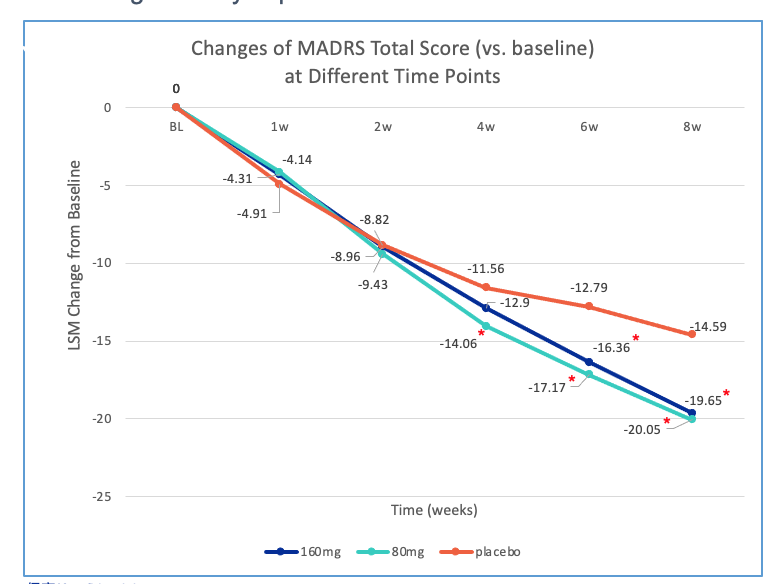 Changes of MADRS Total Score (vs. baseline)
at Different Time Points
0
0
BL
1w
2w
4w
6w
8w
-4.14
-4.31
-4.91
-5
-8.82
-8.96
-9.43
-10
-11.56
-12.79
-12.9
-14.06 *
-14.59
-15
-16.36 *
-17.17 *
-19.65 *
-20.05 *
-20
-25
LSM Change from Baseline
Time (weeks)
160mg
80mg
placebo